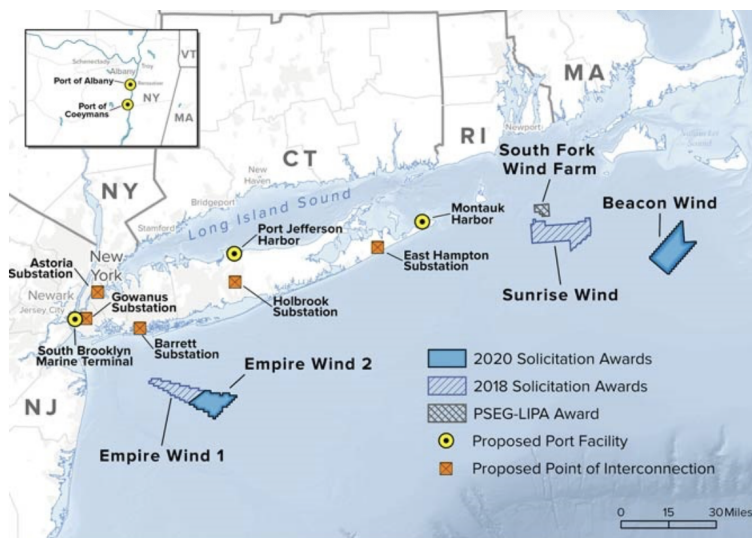 Schenectady
Troy
VT
Albany
Rensselaer
Port of Albany
NY
Port of
Coeymans
MA
MA
RI
Newport
CT
South Fork
Wind Farm
New
Haven
NY
Bridgeport
Long Island Sound
Montauk
Harbor
Beacon Wind
Stamford
Port Jefferson
Harbor
East Hampton
Substation
Astoria
Substation
New
York
Sunrise Wind
Newark
Gowanus
Substation
Holbrook
Substation
Jersey City
South Brooklyn
Marine Terminal
Barrett
Substation
Empire Wind 2
2020 Solicitation Awards
NJ
2018 Solicitation Awards
PSEG-LIPA Award
Proposed Port Facility
Empire Wind 1
Proposed Point of Interconnection
0 15 30 Miles